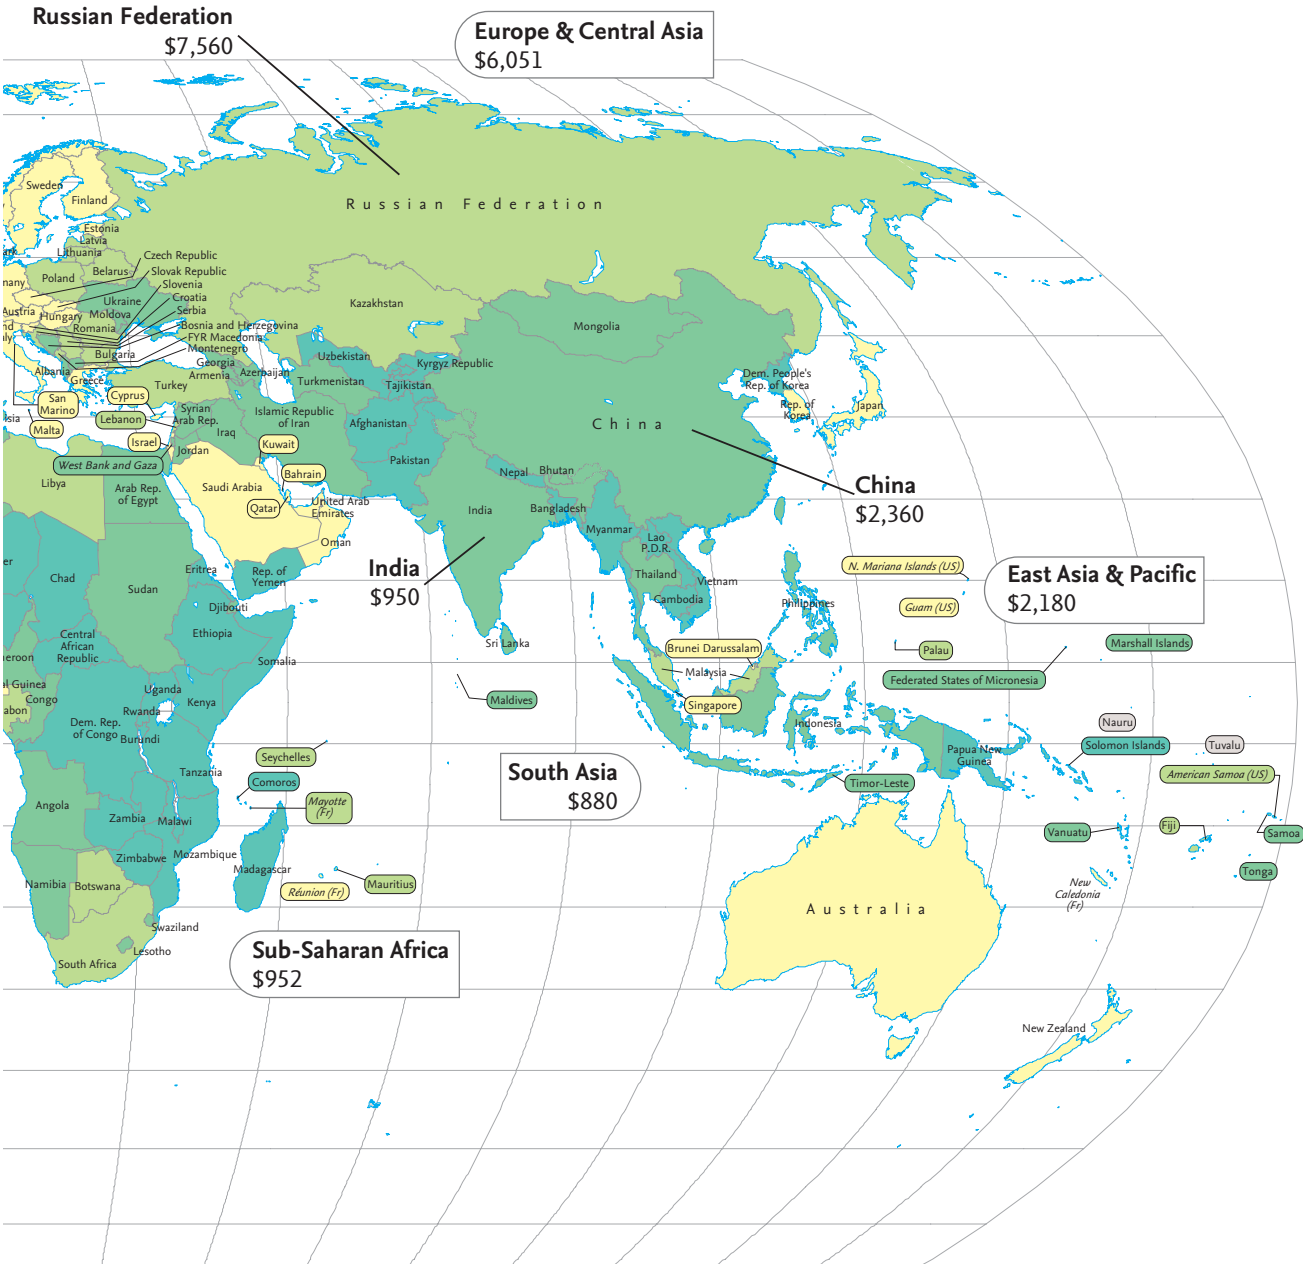 Russian Federation
$7,560
Europe & Central Asia
$6,051
Russian Federation
Sweden
Finland
Estonia
Latvia
Lithuania
Czech Republic
Slovak Republic
Slovenia
Croatia
Serbia
Bosnia and Herzegovina
FYR Macedonia
Montenegro
Belarus
Poland
Ukraine
Austria
Hungary
Moldova
Romania
Bulgaria
Georgia
Armenia
Azerbaijan
Albania
Greece
Turkey
Kazakhstan
Mongolia
Uzbekistan
Kyrgyz Republic
Turkmenistan
Tajikistan
Dem. People's
Rep. of Korea
Rep. of
Korea
Japan
China
San
Marino
Cyprus
Lebanon
Malta
Israel
West Bank and Gaza
Syrian
Arab Rep.
Iraq
Jordan
Islamic Republic
of Iran
Afghanistan
Pakistan
Kuwait
Bahrain
Qatar
Saudi Arabia
United Arab
Emirates
Oman
Libya
Arab Rep.
of Egypt
Nepal
Bhutan
India
Bangladesh
Myanmar
Lao
P.D.R.
Thailand
Vietnam
Cambodia
Philippines
China
$2,360
India
$950
East Asia & Pacific
$2,180
N. Mariana Islands (US)
Guam (US)
Palau
Marshall Islands
Federated States of Micronesia
Chad
Sudan
Eritrea
Rep. of
Yemen
Djibouti
Ethiopia
Central
African
Republic
Somalia
Sri Lanka
Brunei Darussalam
Malaysia
Singapore
Maldives
Congo
Uganda
Kenya
Rwanda
Dem. Rep.
of Congo
Burundi
Tanzania
Seychelles
Comoros
Mayotte
(Fr)
South Asia
$880
Indonesia
Papua New
Guinea
Timor-Leste
Nauru
Solomon Islands
Tuvalu
American Samoa (US)
Vanuatu
Fiji
Samoa
Tonga
Angola
Zambia
Malawi
Zimbabwe
Mozambique
Madagascar
Namibia
Botswana
Mauritius
Réunion (Fr)
Swaziland
Lesotho
South Africa
New
Caledonia
(Fr)
Australia
Sub-Saharan Africa
$952
New Zealand